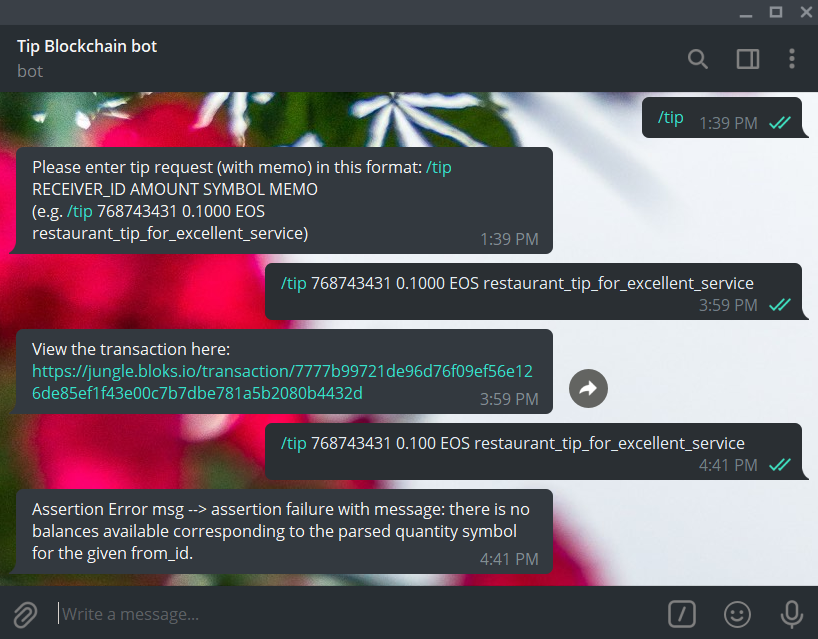 Tip Blockchain bot
bot
/tip 1:39 PM
Please enter tip request (with memo) in this format: /tip
RECEIVER_ID AMOUNT SYMBOL MEMO
(e.g. /tip 768743431 0.1000 EOS
restaurant_tip_for_excellent_service)
1:39 PM
/tip 768743431 0.1000 EOS restaurant_tip_for_excellent_service
3:59 PM
View the transaction here:
https://jungle.bloks.io/transaction/7777b99721de96d76f09ef56e12
6de85ef1f43e00c7b7dbe781a5b2080b4432d
3:59 PM
/tip 768743431 0.100 EOS restaurant_tip_for_excellent_service
4:41 PM
Assertion Error msg --> assertion failure with message: there is no
balances available corresponding to the parsed quantity symbol
for the given from_id.
4:41 PM
Write a message...